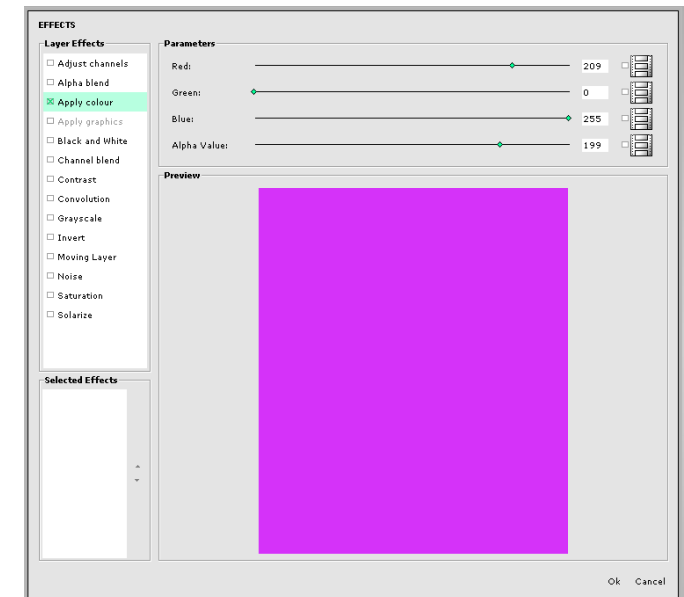 EFFECTS
Layer Effects
Adjust channels
Alpha blend
Apply colour
Apply graphics
Black and White
Channel blend
Contrast
Convolution
Grayscale
Invert
Moving Layer
Noise
Saturation
Solarize
Selected Effects
Parameters
Red: 209
Green: 0
Blue: 255
Alpha Value: 199
Preview
Ok Cancel